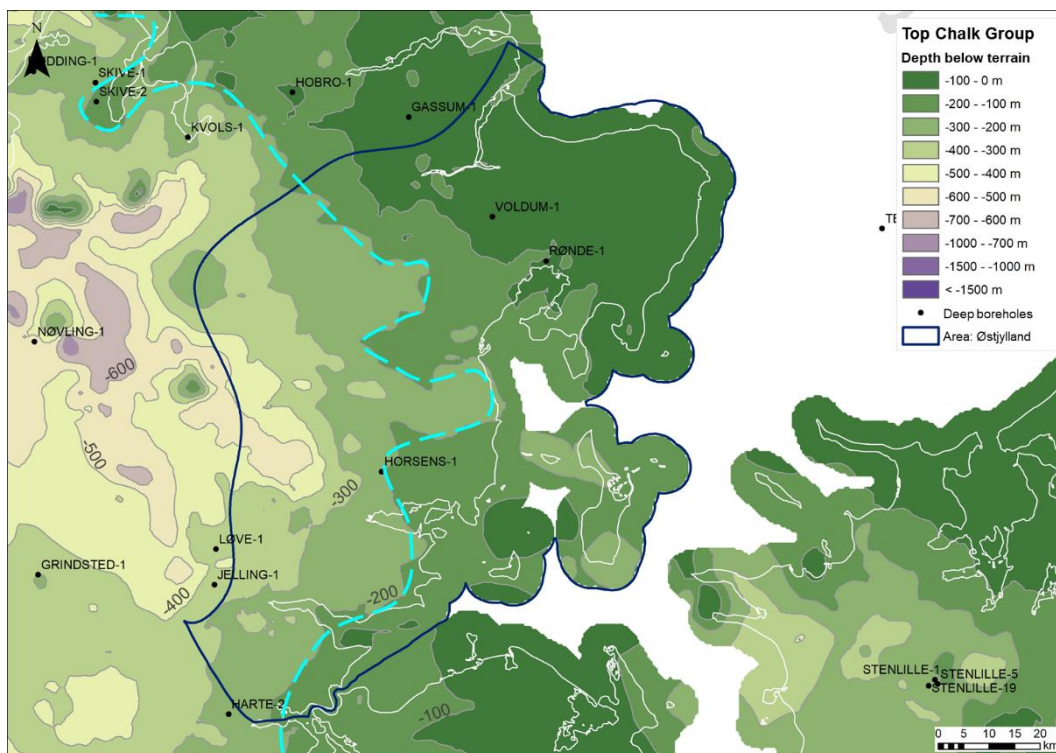 N
SKIVE-1
SKIVE-2
HOBRO-1
GASSUM-1
KVOLS-1
VOLDUM-1
RØNDE-1
NØVLING-1
-600
-500
HORSENS-1
-300
LØVE-1
GRINDSTED-1
JELLING-1
-400
-200
HARTE-2
-100
STENLILLE-1
STENLILLE-5
STENLILLE-19
Top Chalk Group
Depth below terrain
-100 - 0 m
-200 - -100 m
-300 - -200 m
-400 - -300 m
-500 - -400 m
-600 - -500 m
-700 - -600 m
-1000 - -700 m
-1500 - -1000 m
< -1500 m
Deep boreholes
Area: Østjylland
0 5 10 15 20
km